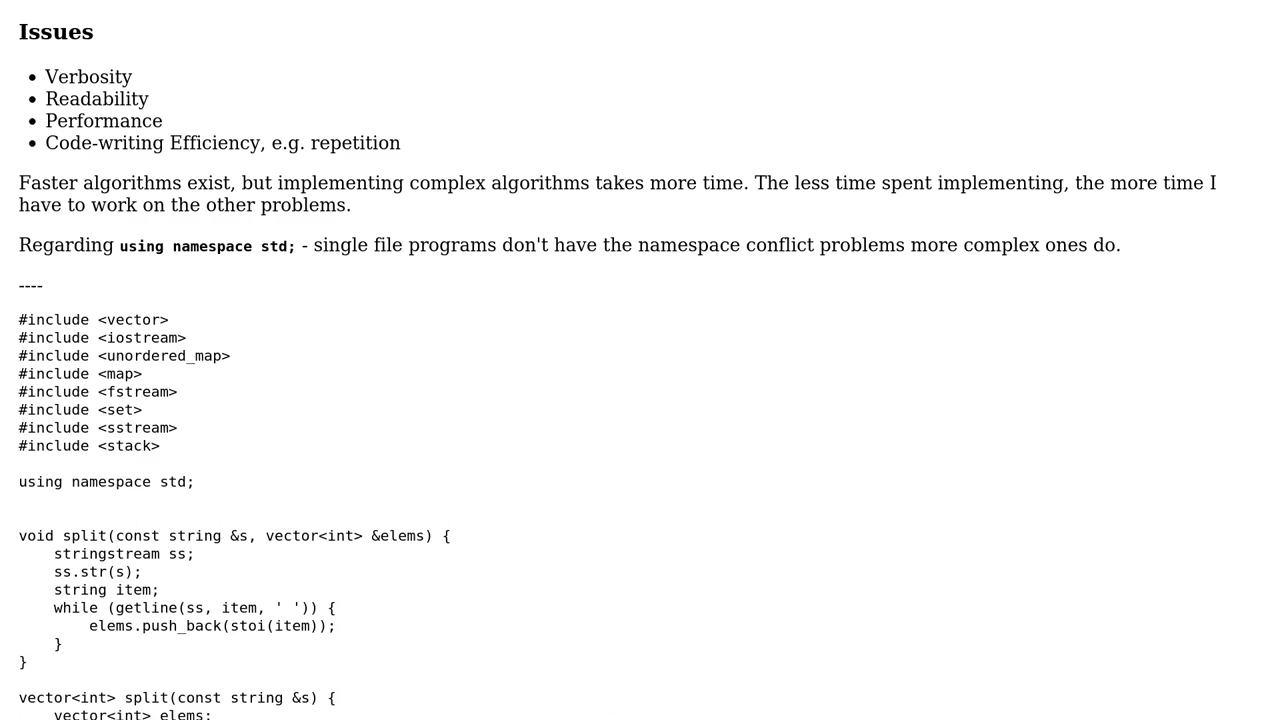 Issues
• Verbosity
• Readability
• Performance
• Code-writing Efficiency, e.g. repetition
Faster algorithms exist, but implementing complex algorithms takes more time. The less time spent implementing, the more time I
have to work on the other problems.
Regarding using namespace std; - single file programs don't have the namespace conflict problems more complex ones do.
----
#include <vector>
#include <iostream>
#include <unordered_map>
#include <map>
#include <fstream>
#include <set>
#include <sstream>
#include <stack>
using namespace std;
void split(const string &s, vector<int> &elems) {
    stringstream ss;
    ss.str(s);
    string item;
    while (getline(ss, item, ' ')) {
        elems.push_back(stoi(item));
    }
}
vector<int> split(const string &s) {
    vector<int> elems;